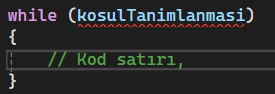 while (kosulTanimlanmasi)
{
// Kod satırı,
}